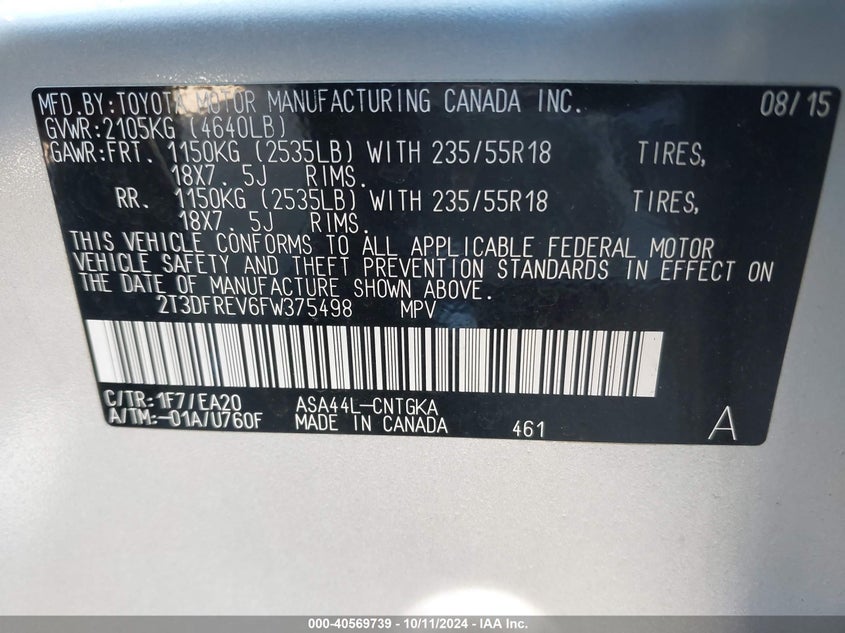 MFD.BY:TOYOTA MOTOR MANUFACTURING CANADA INC. 08/15
GVWR:2105KG (4640LB)
GAWR:FRT. 1150KG (2535LB) WITH 235/55R18 TIRES,
18X7. 5J RIMS.
RR. 1150KG (2535LB) WITH 235/55R18 TIRES,
18X7. 5J RIMS.
THIS VEHICLE CONFORMS TO ALL APPLICABLE FEDERAL MOTOR
VEHICLE SAFETY AND THEFT PREVENTION STANDARDS IN EFFECT ON
THE DATE OF MANUFACTURE SHOWN ABOVE.
2T3DFREV6FW375498 MPV
C/TR:1F7/EA20 ASA44L-CNTGKA
A/TM:-01A/U760F MADE IN CANADA 461 A
000-40569739 - 10/11/2024 - IAA Inc.